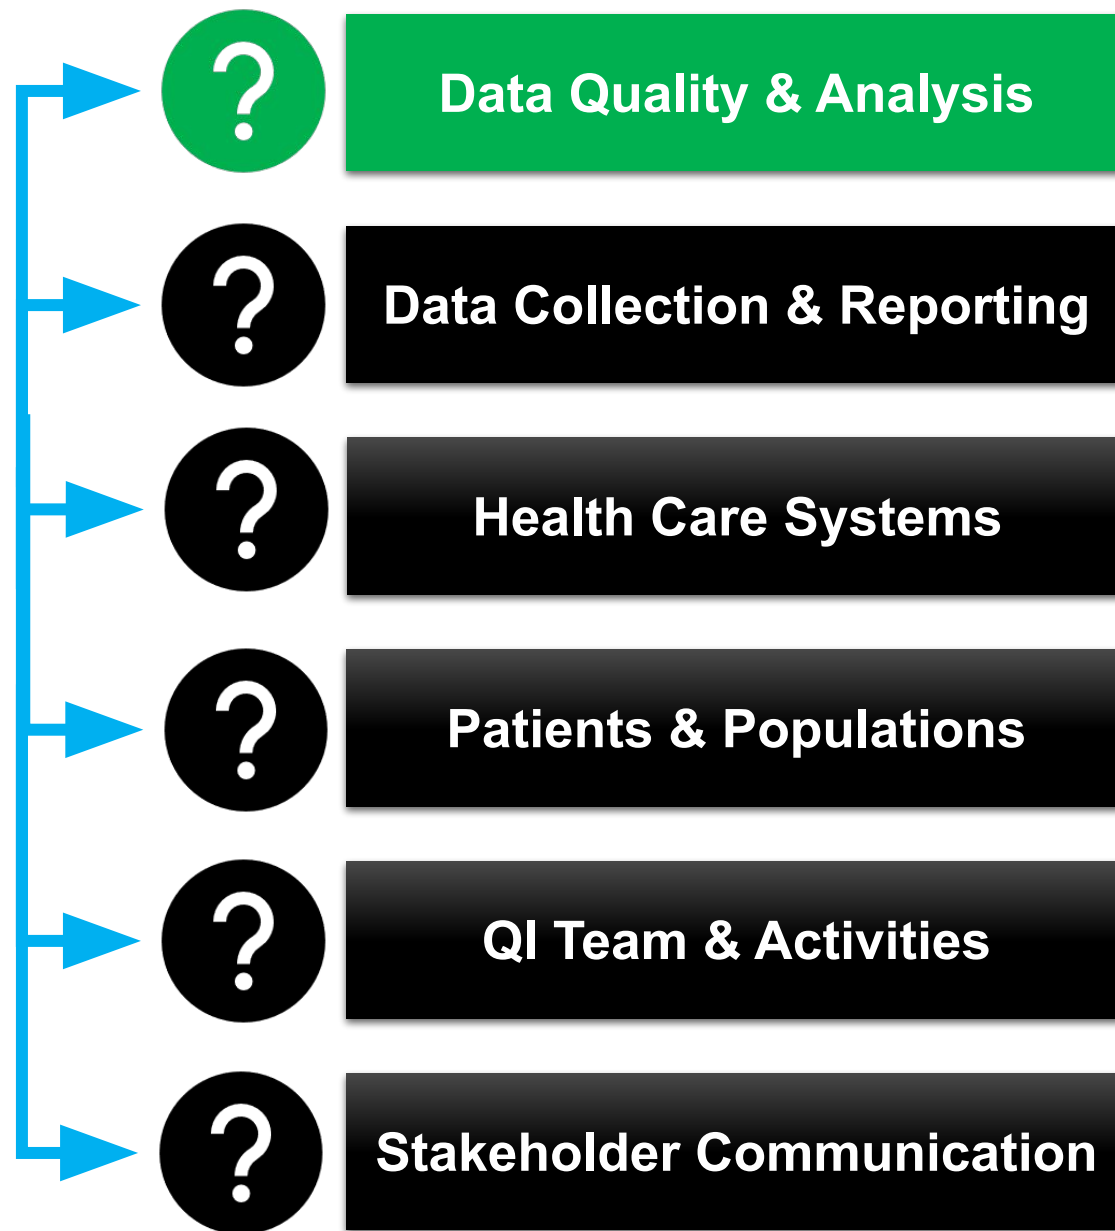 ? Data Quality & Analysis
? Data Collection & Reporting
? Health Care Systems
? Patients & Populations
? QI Team & Activities
? Stakeholder Communication